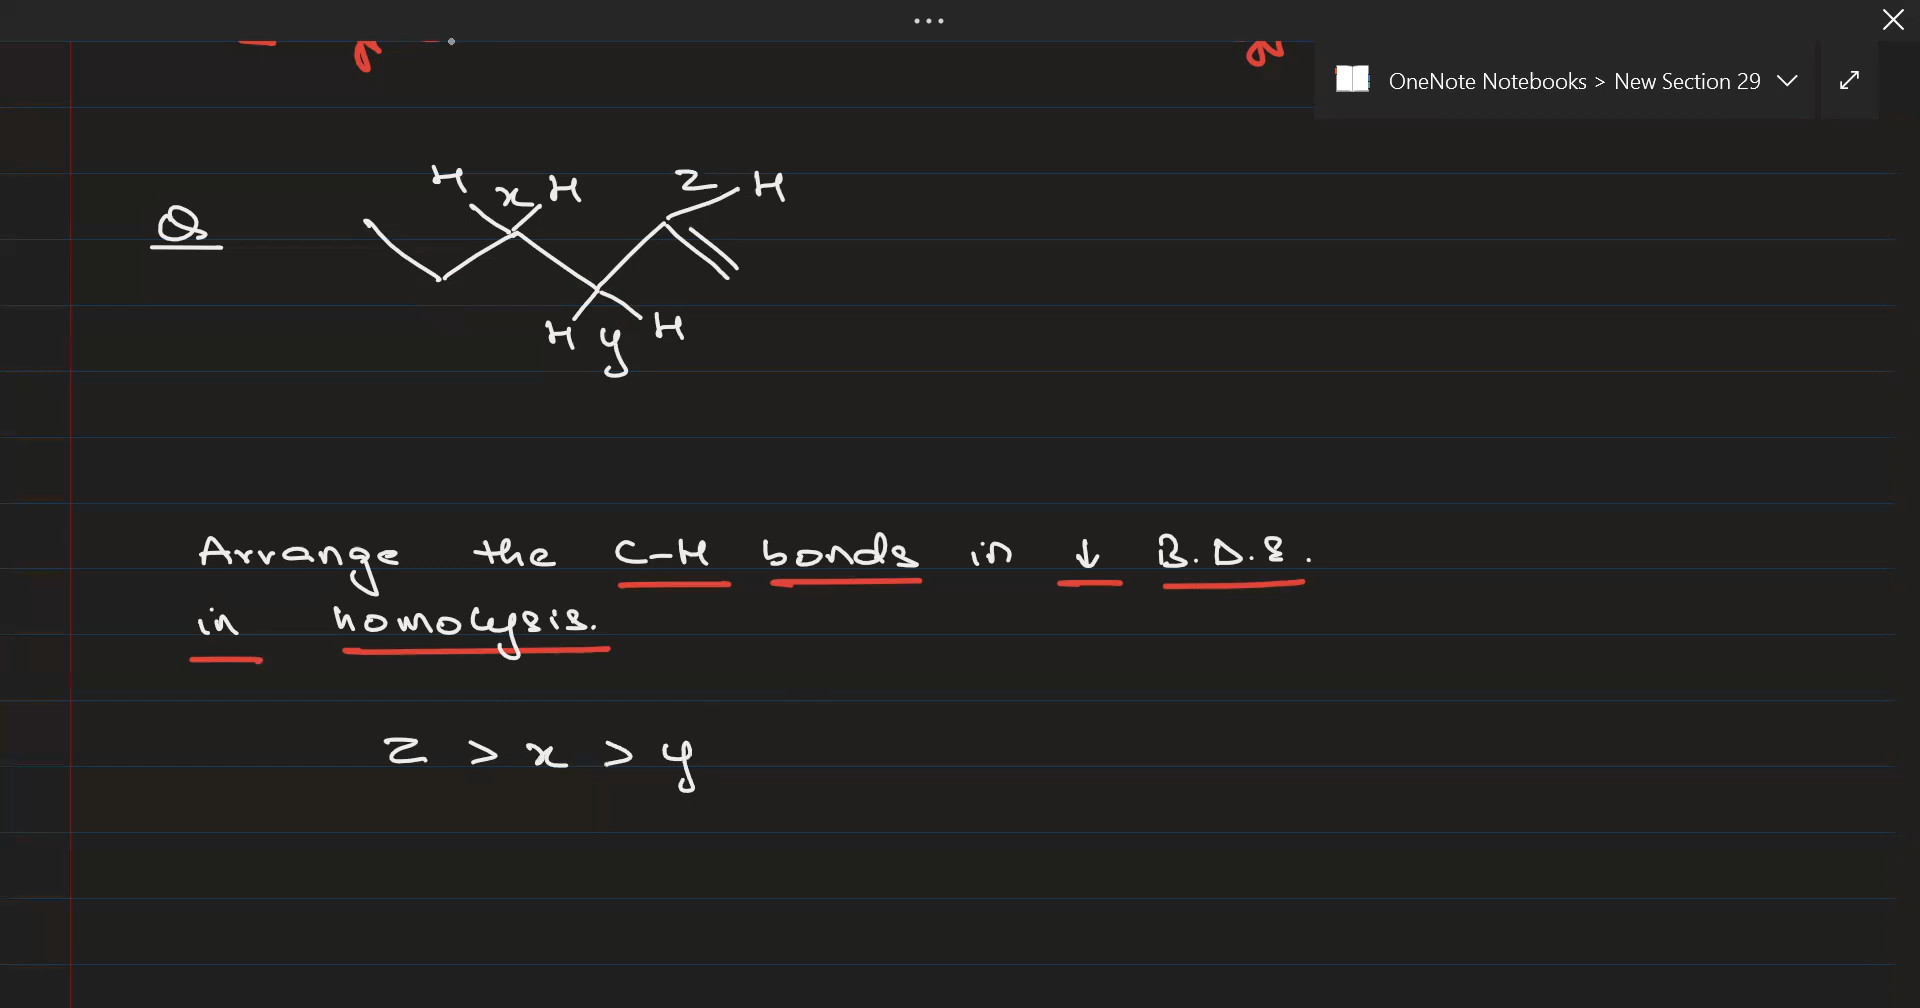 OneNote Notebooks > New Section 29
H x H Z H
Q
H y H
Arrange the C-H bonds in ↓ B.D.E.
in homolysis.
Z > x > y